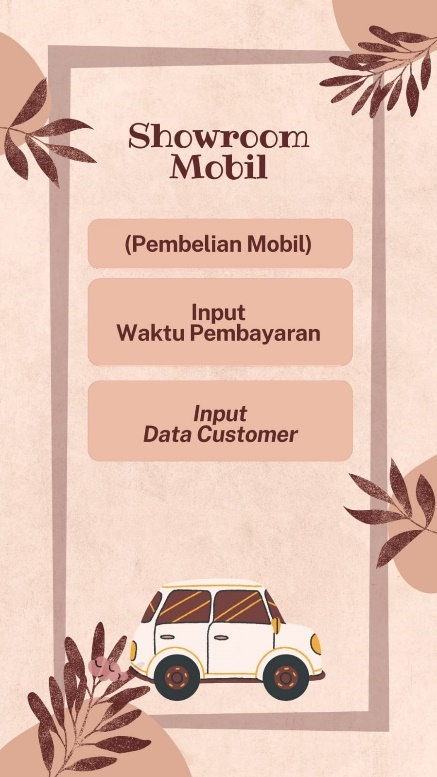 Showroom
Mobil
(Pembelian Mobil)
Input
Waktu Pembayaran
Input
Data Customer